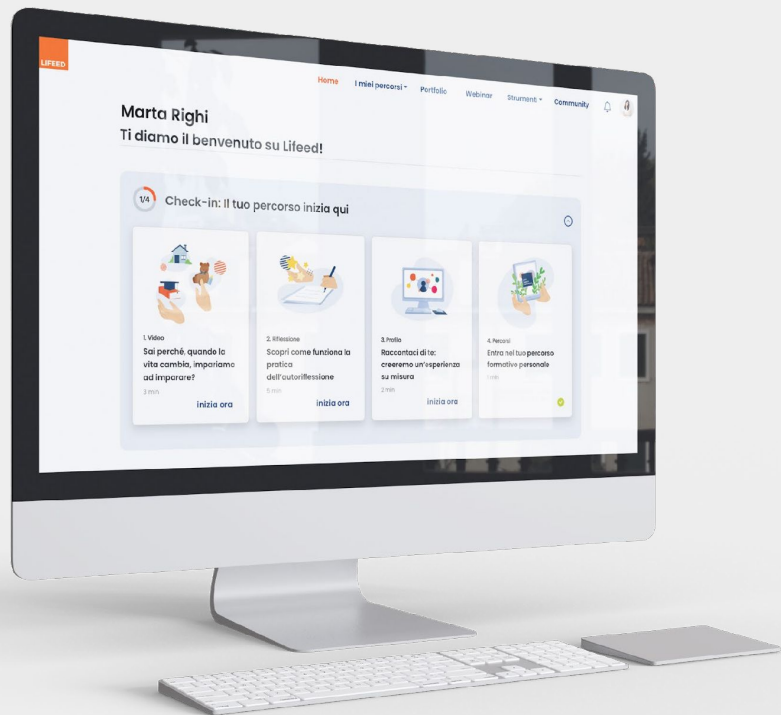 LIFEED
Home
I miei percorsi
Portfolio
Webinar
Strumenti
Community
Marta Righi
Ti diamo il benvenuto su Lifeed!
1/4
Check-in: Il tuo percorso inizia qui
1. Video
Sai perché, quando la
vita cambia, impariamo
ad imparare?
3 min
inizia ora
2. Riflessione
Scopri come funziona la
pratica
dell'autoriflessione
5 min
inizia ora
3. Profilo
Raccontaci di te:
creeremo un'esperienza
su misura
2 min
inizia ora
4. Percorsi
Entra nel tuo percorso
formativo personale